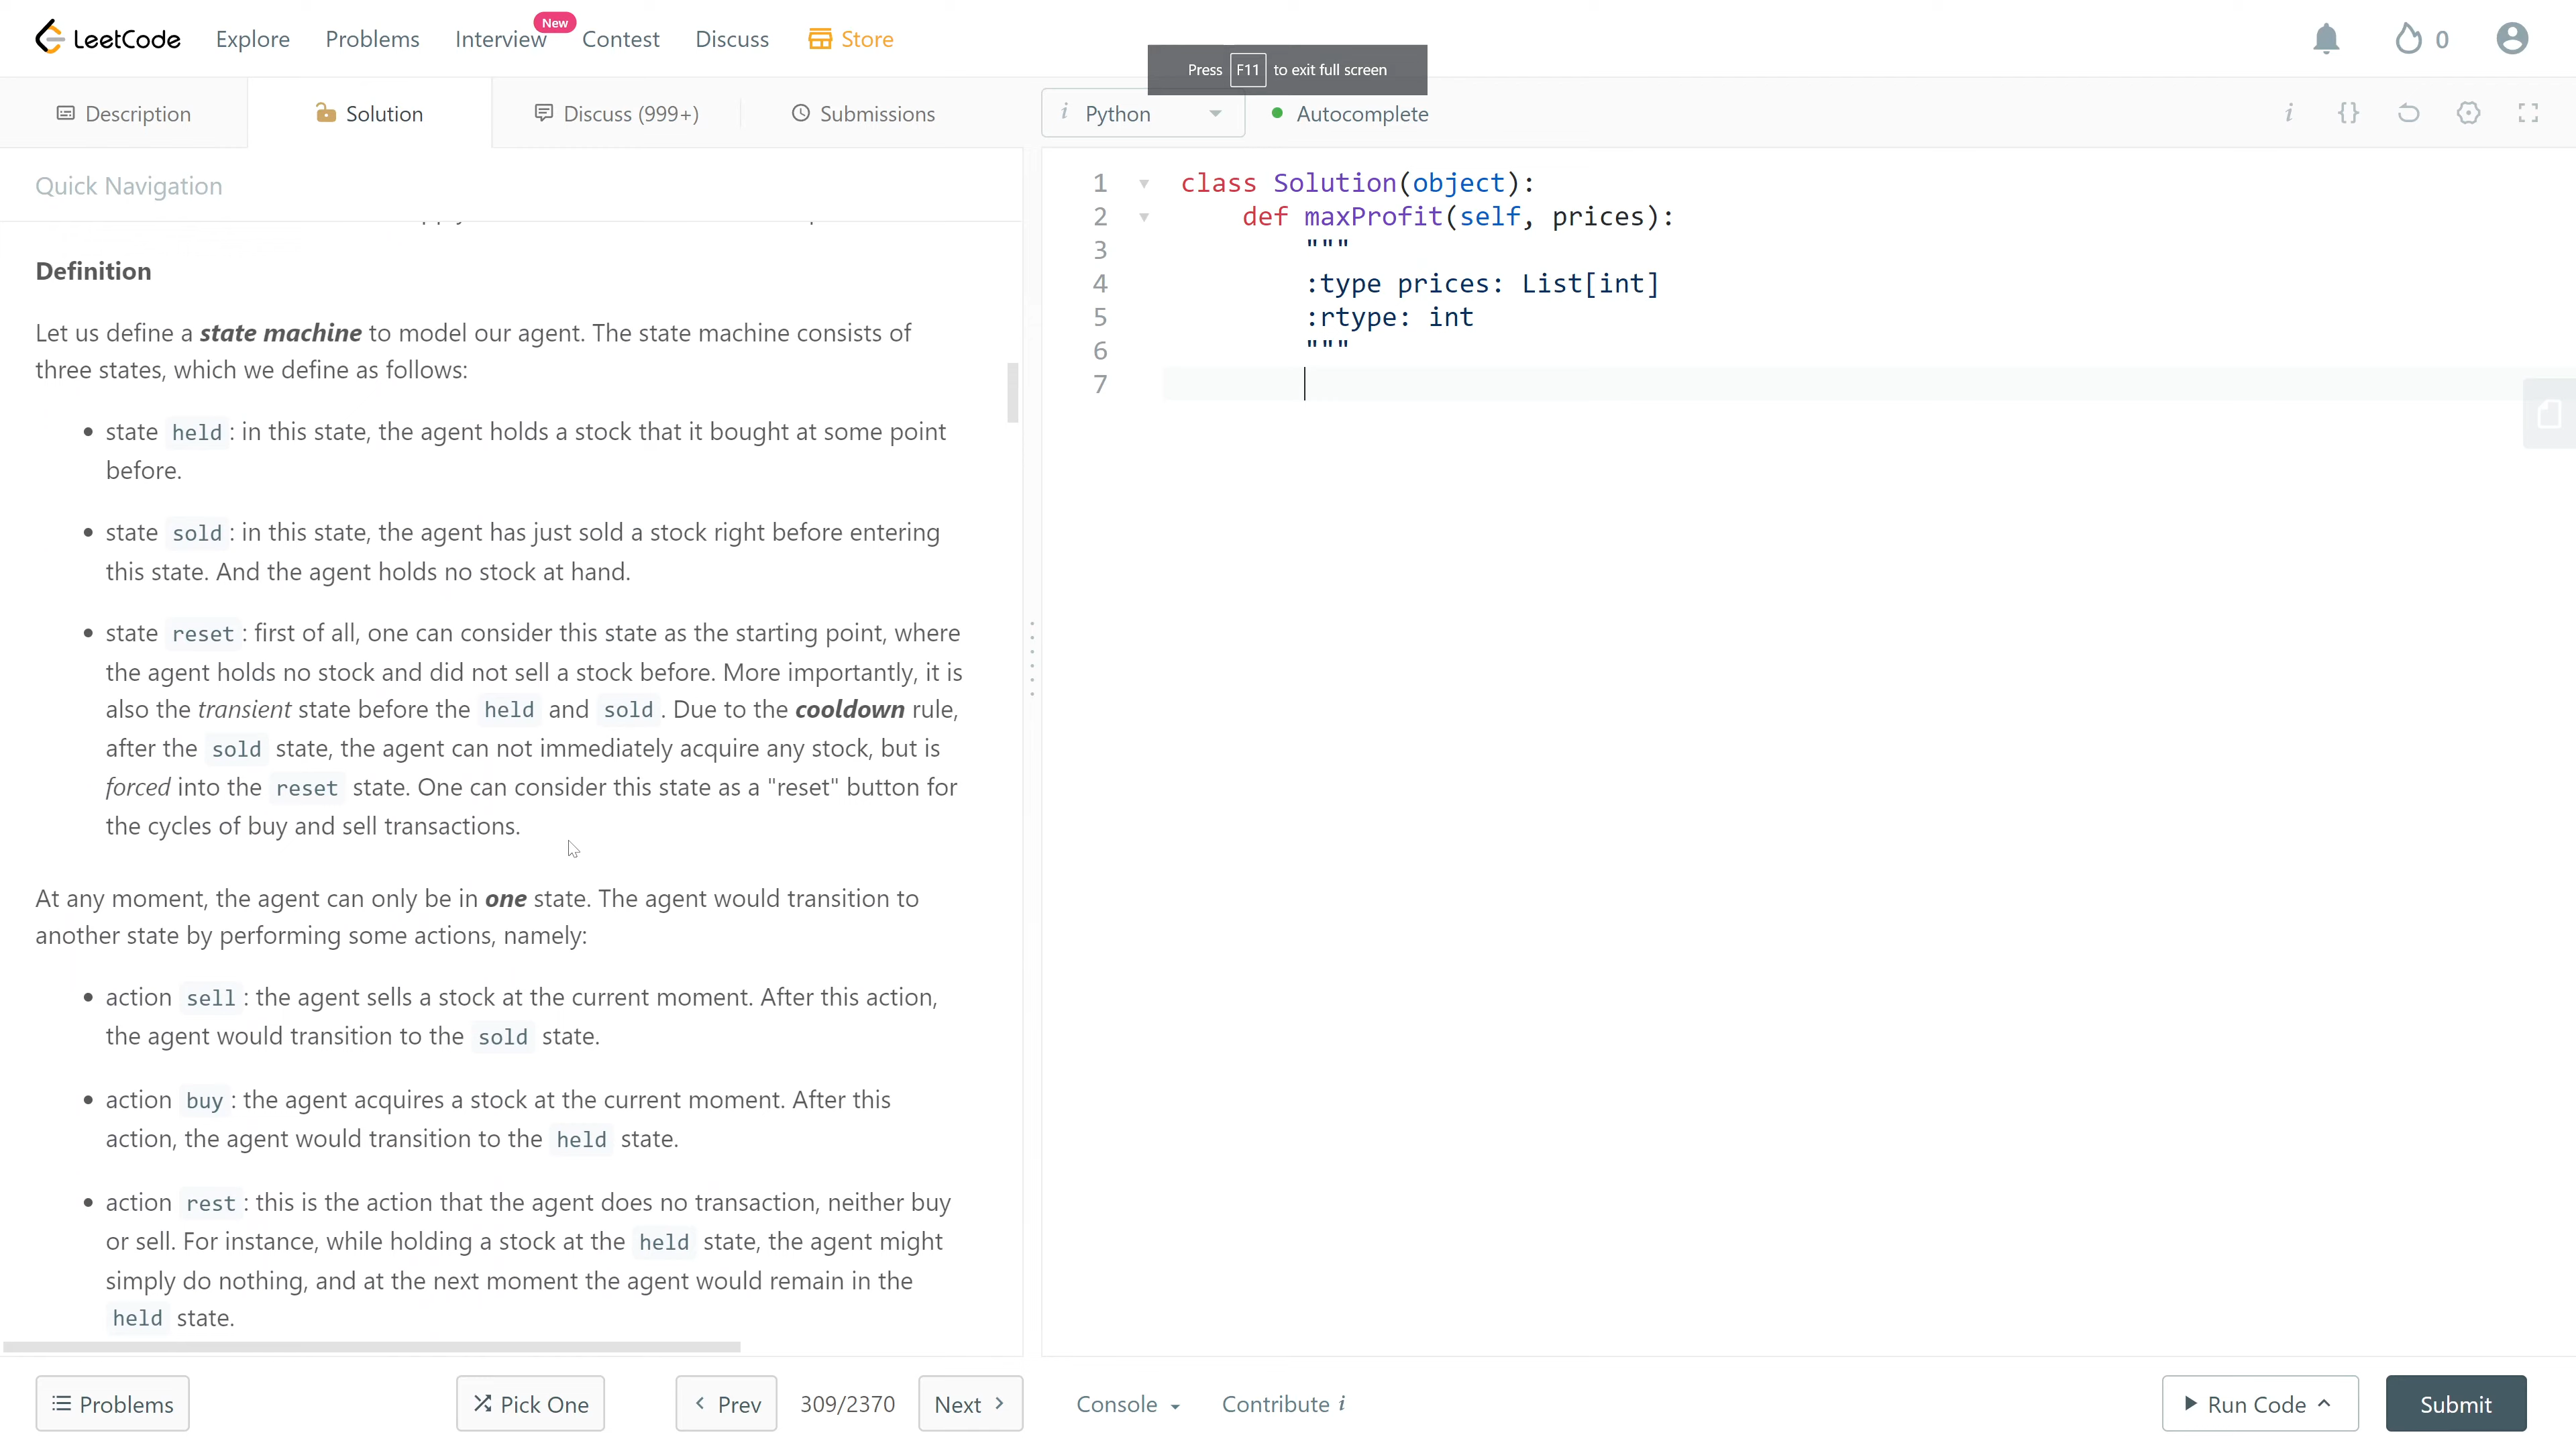 LeetCode Explore Problems Interview New Contest Discuss Store 0
Press F11 to exit full screen
Description Solution Discuss (999+) Submissions
i Python Autocomplete i {}
Quick Navigation
Definition
Let us define a state machine to model our agent. The state machine consists of
three states, which we define as follows:
• state held : in this state, the agent holds a stock that it bought at some point
before.
• state sold : in this state, the agent has just sold a stock right before entering
this state. And the agent holds no stock at hand.
• state reset : first of all, one can consider this state as the starting point, where
the agent holds no stock and did not sell a stock before. More importantly, it is
also the transient state before the held and sold . Due to the cooldown rule,
after the sold state, the agent can not immediately acquire any stock, but is
forced into the reset state. One can consider this state as a "reset" button for
the cycles of buy and sell transactions.
At any moment, the agent can only be in one state. The agent would transition to
another state by performing some actions, namely:
• action sell : the agent sells a stock at the current moment. After this action,
the agent would transition to the sold state.
• action buy : the agent acquires a stock at the current moment. After this
action, the agent would transition to the held state.
• action rest : this is the action that the agent does no transaction, neither buy
or sell. For instance, while holding a stock at the held state, the agent might
simply do nothing, and at the next moment the agent would remain in the
held state.
1 class Solution(object):
2 def maxProfit(self, prices):
3 """
4 :type prices: List[int]
5 :rtype: int
6 """
7
Problems Pick One < Prev 309/2370 Next >
Console Contribute i Run Code Submit